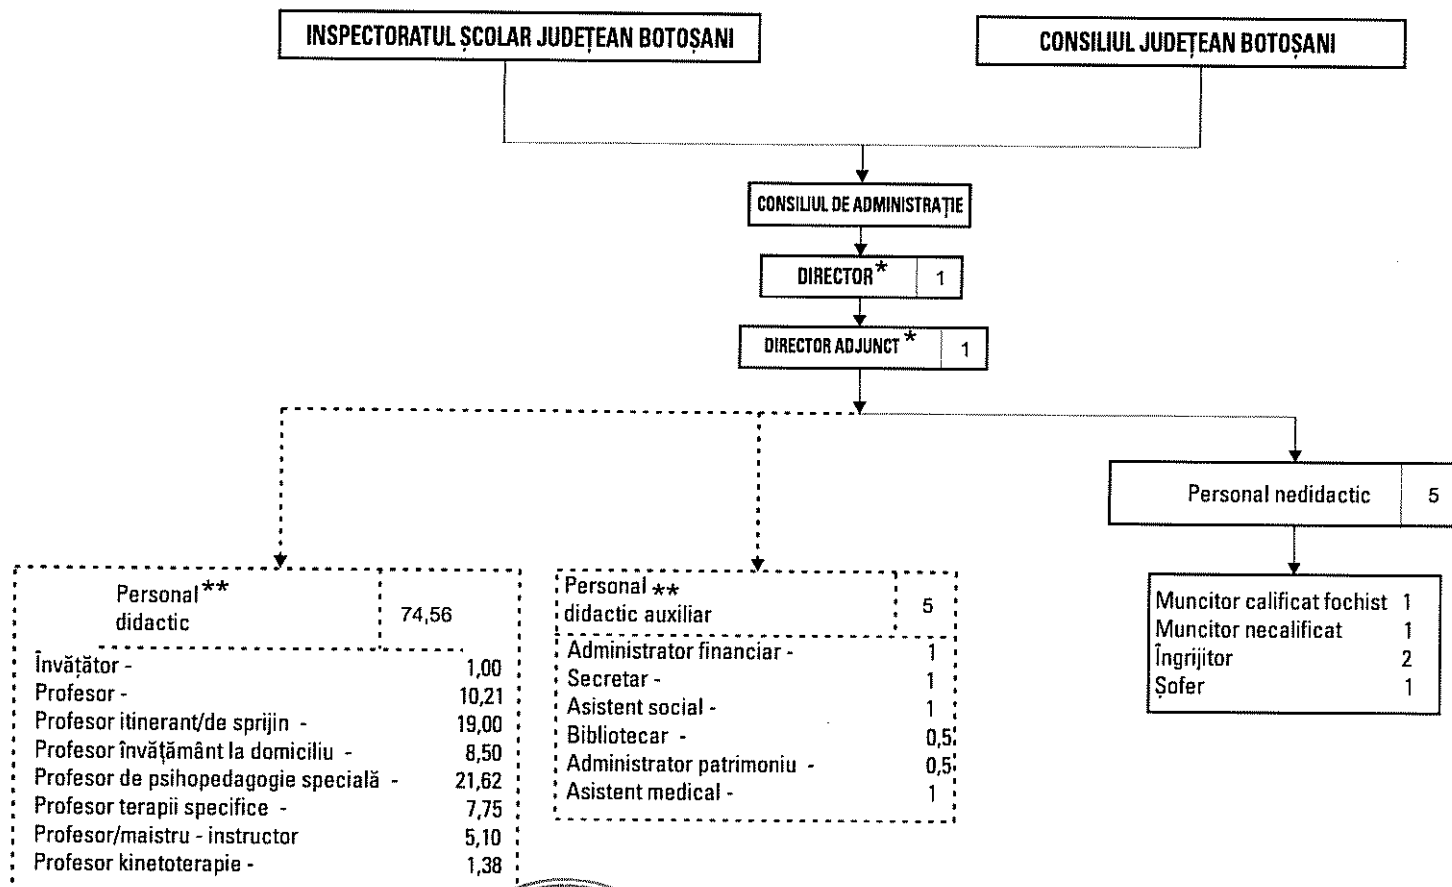 INSPECTORATUL ȘCOLAR JUDEȚEAN BOTOȘANI
CONSILIUL JUDEȚEAN BOTOȘANI
CONSILIUL DE ADMINISTRAȚIE
DIRECTOR* 1
DIRECTOR ADJUNCT* 1
Personal nedidactic 5
Muncitor calificat fochist 1
Muncitor necalificat 1
Îngrijitor 2
Șofer 1
Personal**
didactic 74,56
Învățător - 1,00
Profesor - 10,21
Profesor itinerant/de sprijin - 19,00
Profesor învățământ la domiciliu - 8,50
Profesor de psihopedagogie specială - 21,62
Profesor terapii specifice - 7,75
Profesor/maistru - instructor 5,10
Profesor kinetoterapie - 1,38
Personal **
didactic auxiliar 5
Administrator financiar - 1
Secretar - 1
Asistent social - 1
Bibliotecar - 0,5
Administrator patrimoniu - 0,5
Asistent medical - 1